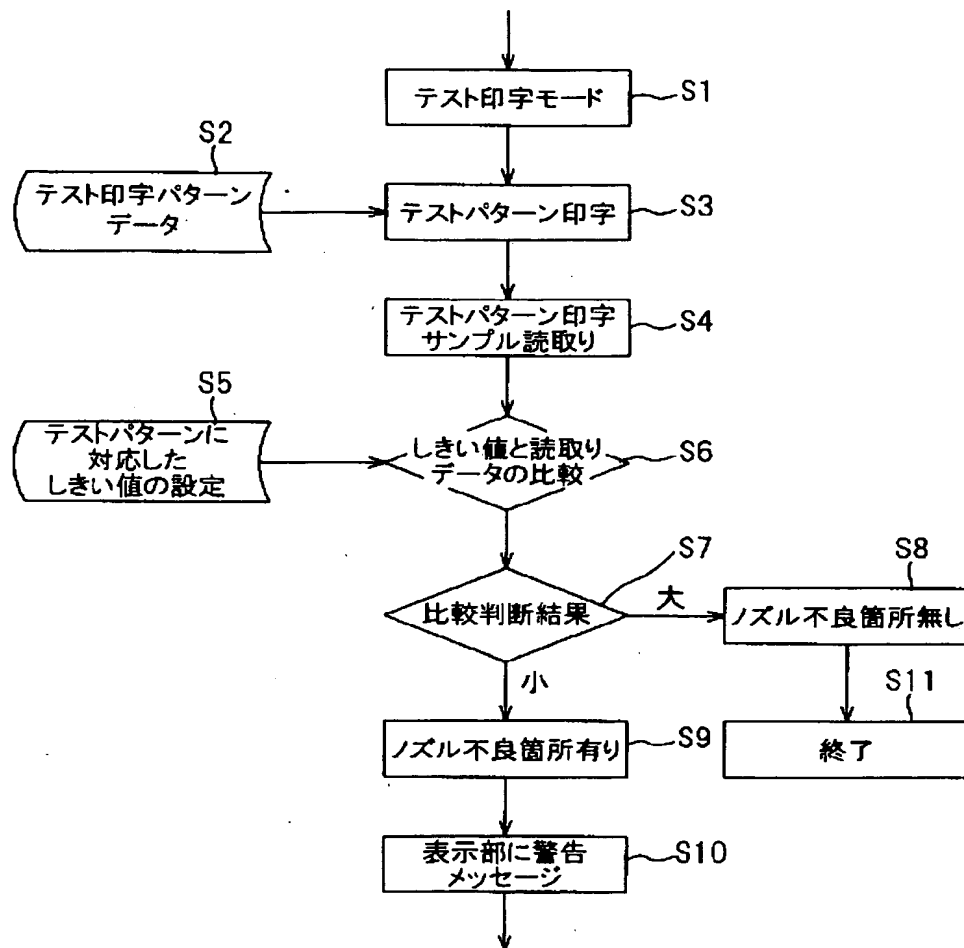 テスト印字モード
S1
S2
テスト印字パターン
データ
テストパターン印字
S3
テストパターン印字
サンプル読取り
S4
S5
テストパターンに
対応した
しきい値の設定
しきい値と読取り
データの比較
S6
S7
比較判断結果
大
S8
ノズル不良箇所無し
小
S11
終了
ノズル不良箇所有り
S9
表示部に警告
メッセージ
S10